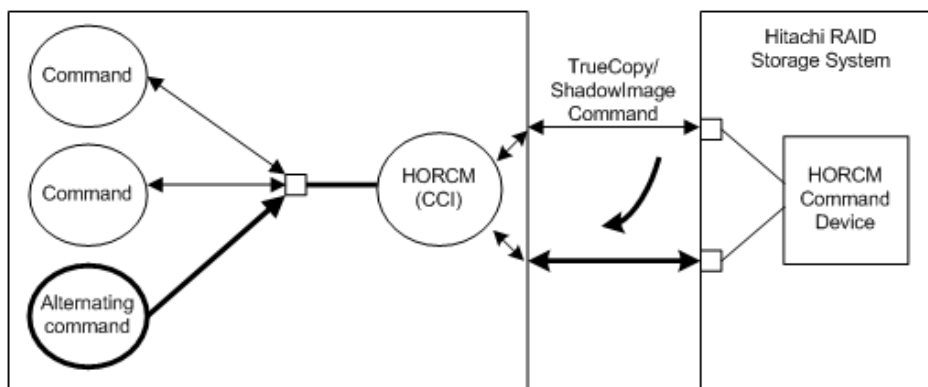 Command
Command
Alternating
command
HORCM
(CCI)
TrueCopy/
ShadowImage
Command
Hitachi RAID
Storage System
HORCM
Command
Device